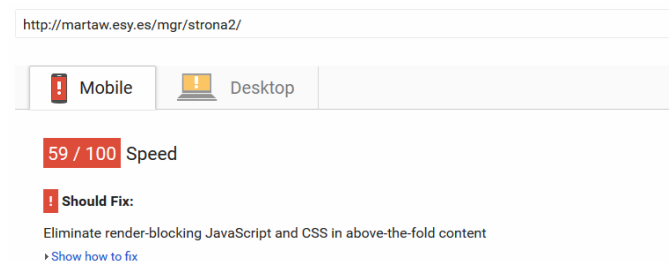 http://martaw.esy.es/mgr/strona2/
Mobile Desktop
59 / 100 Speed
! Should Fix:
Eliminate render-blocking JavaScript and CSS in above-the-fold content
Show how to fix